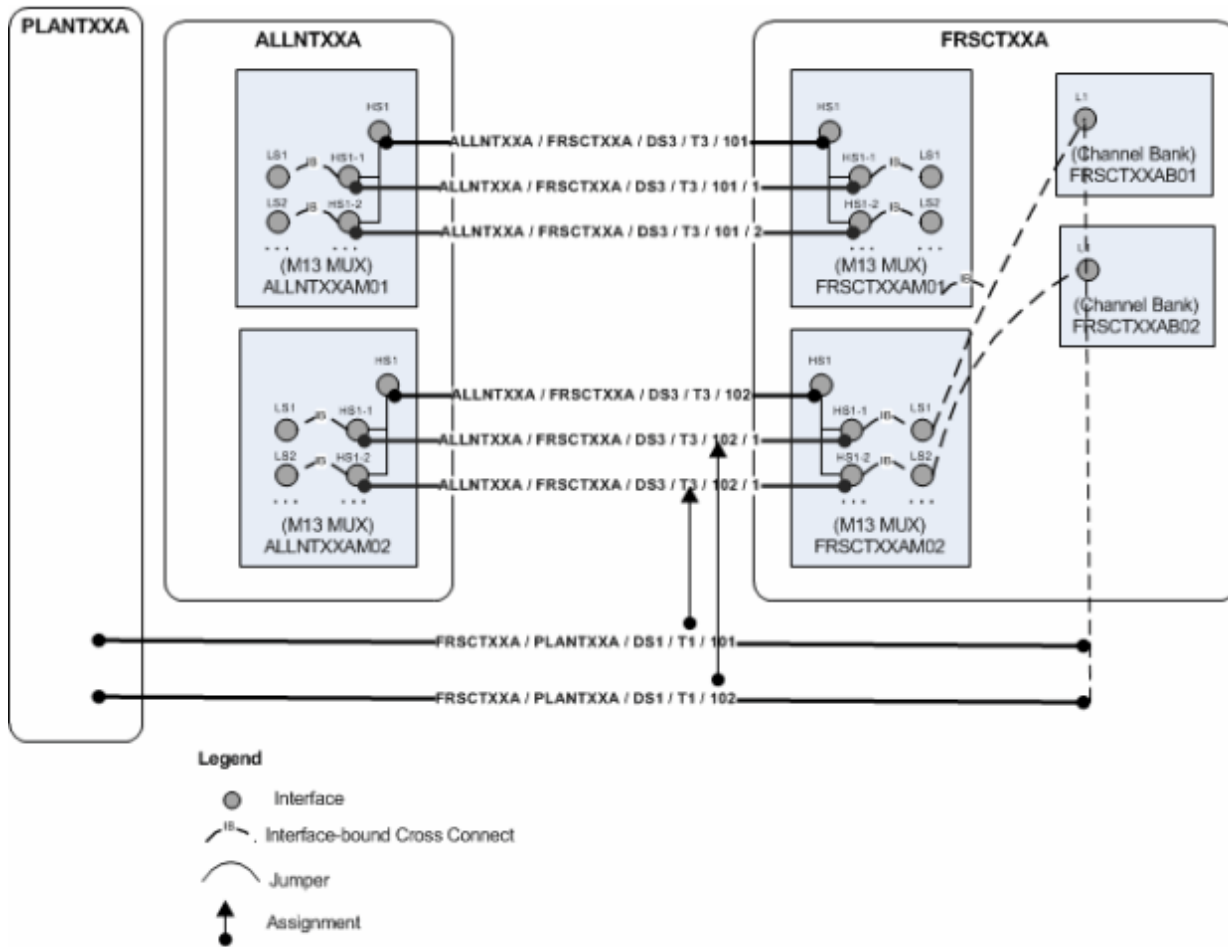 PLANTXXA
ALLNTXXA
FRSCTXXA
HS1
LS1
IB
HS1-1
LS2
IB
HS1-2
...
...
(M13 MUX)
ALLNTXXAM01
ALLNTXXA / FRSCTXXA / DS3 / T3 / 101
ALLNTXXA / FRSCTXXA / DS3 / T3 / 101 / 1
ALLNTXXA / FRSCTXXA / DS3 / T3 / 101 / 2
HS1
HS1-1
IB
LS1
HS1-2
IB
LS2
...
...
(M13 MUX)
FRSCTXXAM01
IB
L1
(Channel Bank)
FRSCTXXAB01
L1
(Channel Bank)
FRSCTXXAB02
HS1
LS1
IB
HS1-1
LS2
IB
HS1-2
...
...
(M13 MUX)
ALLNTXXAM02
ALLNTXXA / FRSCTXXA / DS3 / T3 / 102
ALLNTXXA / FRSCTXXA / DS3 / T3 / 102 / 1
ALLNTXXA / FRSCTXXA / DS3 / T3 / 102 / 1
HS1
HS1-1
IB
LS1
HS1-2
IB
LS2
...
...
(M13 MUX)
FRSCTXXAM02
FRSCTXXA / PLANTXXA / DS1 / T1 / 101
FRSCTXXA / PLANTXXA / DS1 / T1 / 102
Legend
Interface
IB
Interface-bound Cross Connect
Jumper
Assignment